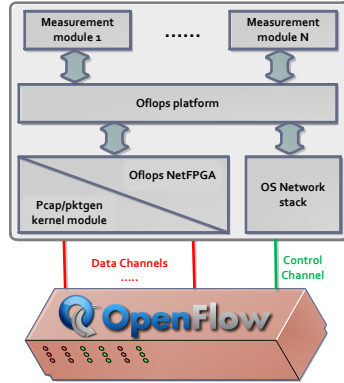 Measurement
module 1
......
Measurement
module N
Oflops platform
Oflops NetFPGA
Pcap/pktgen
kernel module
OS Network
stack
Data Channels
.....
Control
Channel
OpenFlow